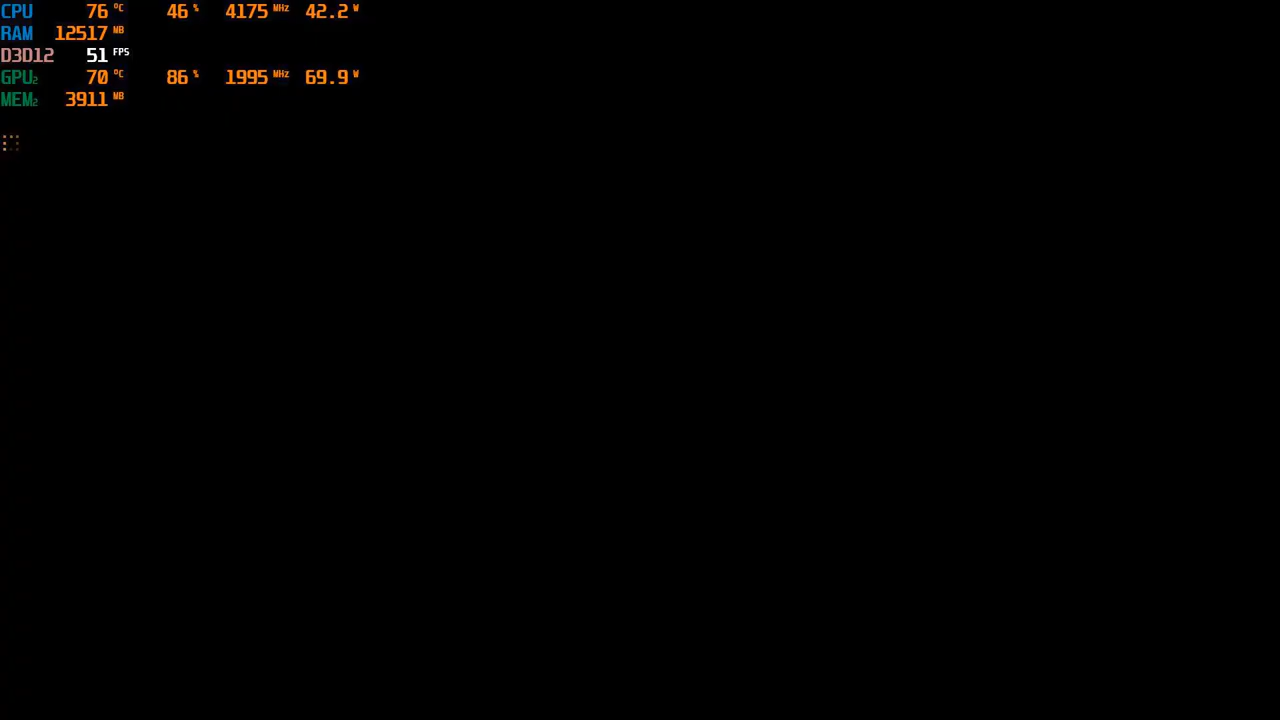 CPU 76 °C 46 % 4175 MHz 42.2 W
RAM 12517 MB
D3D12 51 FPS
GPU2 70 °C 86 % 1995 MHz 69.9 W
MEM2 3911 MB